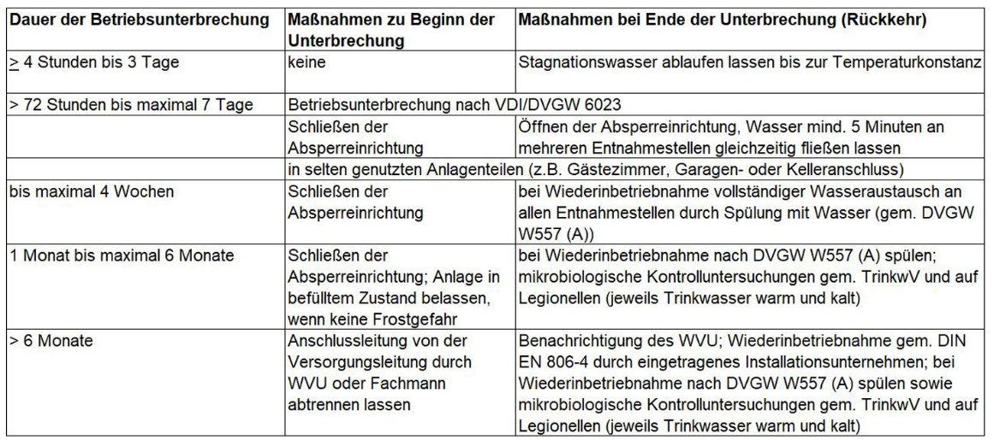 Dauer der Betriebsunterbrechung
Maßnahmen zu Beginn der
Unterbrechung
Maßnahmen bei Ende der Unterbrechung (Rückkehr)
≥ 4 Stunden bis 3 Tage
keine
Stagnationswasser ablaufen lassen bis zur Temperaturkonstanz
> 72 Stunden bis maximal 7 Tage
Betriebsunterbrechung nach VDI/DVGW 6023
Schließen der
Absperreinrichtung
Öffnen der Absperreinrichtung, Wasser mind. 5 Minuten an
mehreren Entnahmestellen gleichzeitig fließen lassen
in selten genutzten Anlagenteilen (z.B. Gästezimmer, Garagen- oder Kelleranschluss)
bis maximal 4 Wochen
Schließen der
Absperreinrichtung
bei Wiederinbetriebnahme vollständiger Wasseraustausch an
allen Entnahmestellen durch Spülung mit Wasser (gem. DVGW
W557 (A))
1 Monat bis maximal 6 Monate
Schließen der
Absperreinrichtung; Anlage in
befülltem Zustand belassen,
wenn keine Frostgefahr
bei Wiederinbetriebnahme nach DVGW W557 (A) spülen;
mikrobiologische Kontrolluntersuchungen gem. TrinkwV und auf
Legionellen (jeweils Trinkwasser warm und kalt)
> 6 Monate
Anschlussleitung von der
Versorgungsleitung durch
WVU oder Fachmann
abtrennen lassen
Benachrichtigung des WVU; Wiederinbetriebnahme gem. DIN
EN 806-4 durch eingetragenes Installationsunternehmen; bei
Wiederinbetriebnahme nach DVGW W557 (A) spülen sowie
mikrobiologische Kontrolluntersuchungen gem. TrinkwV und auf
Legionellen (jeweils Trinkwasser warm und kalt)